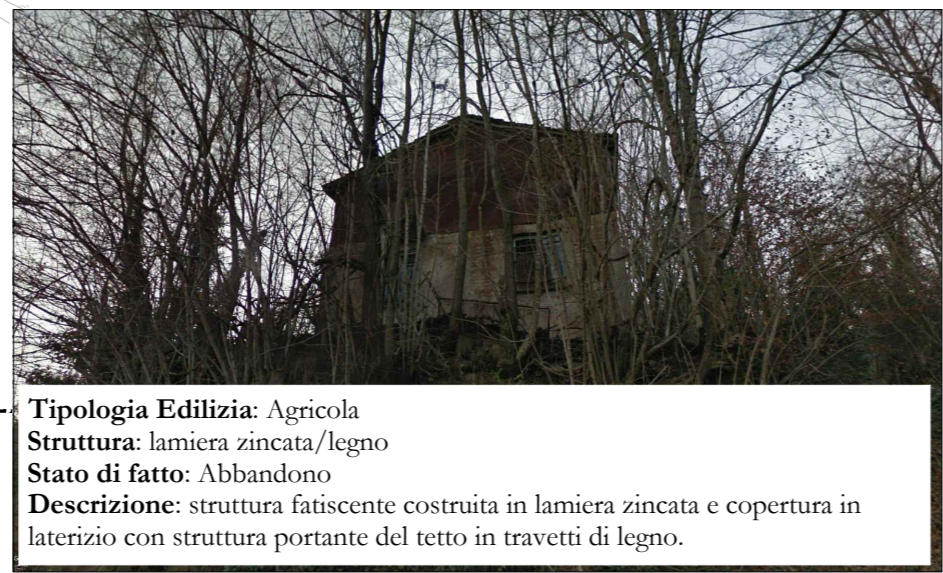 Tipologia Edilizia: Agricola
Struttura: lamiera zincata/legno
Stato di fatto: Abbandono
Descrizione: struttura fatiscente costruita in lamiera zincata e copertura in
laterizio con struttura portante del tetto in travetti di legno.